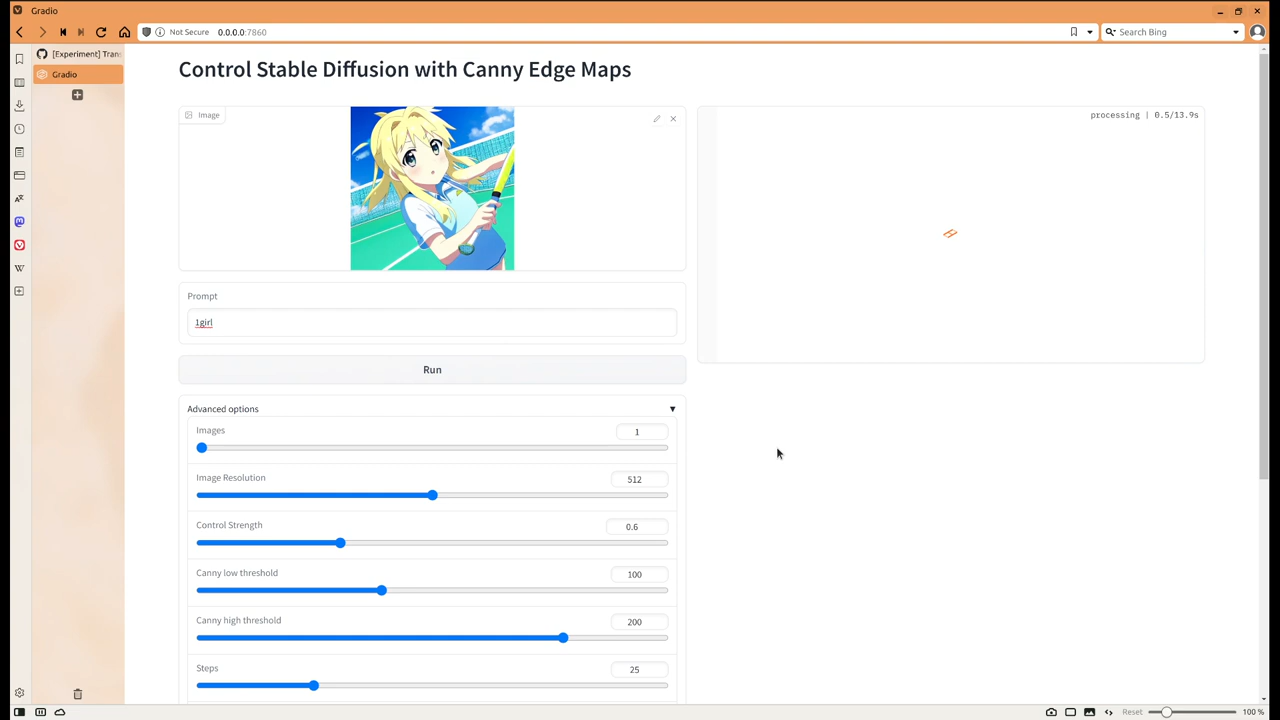 Gradio
Not Secure 0.0.0.0:7860
Search Bing
[Experiment] Tran
Gradio
Control Stable Diffusion with Canny Edge Maps
Image
processing | 0.5/13.9s
Prompt
1girl
Run
Advanced options
Images
1
Image Resolution
512
Control Strength
0.6
Canny low threshold
100
Canny high threshold
200
Steps
25
Reset
100 %